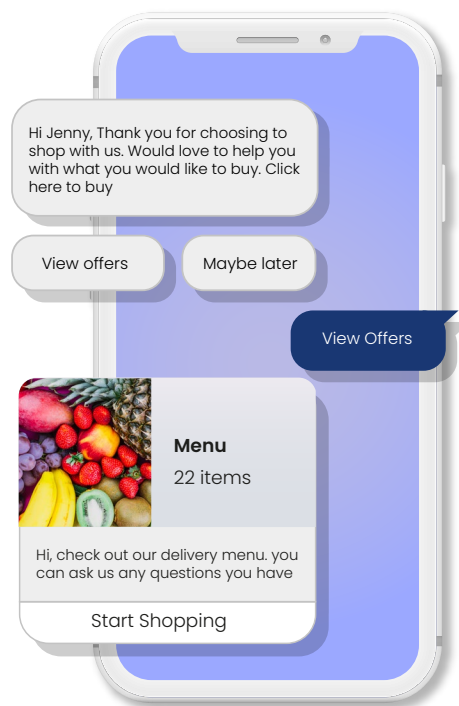 Hi Jenny, Thank you for choosing to
shop with us. Would love to help you
with what you would like to buy. Click
here to buy
View offers
Maybe later
View Offers
Menu
22 items
Hi, check out our delivery menu. you
can ask us any questions you have
Start Shopping